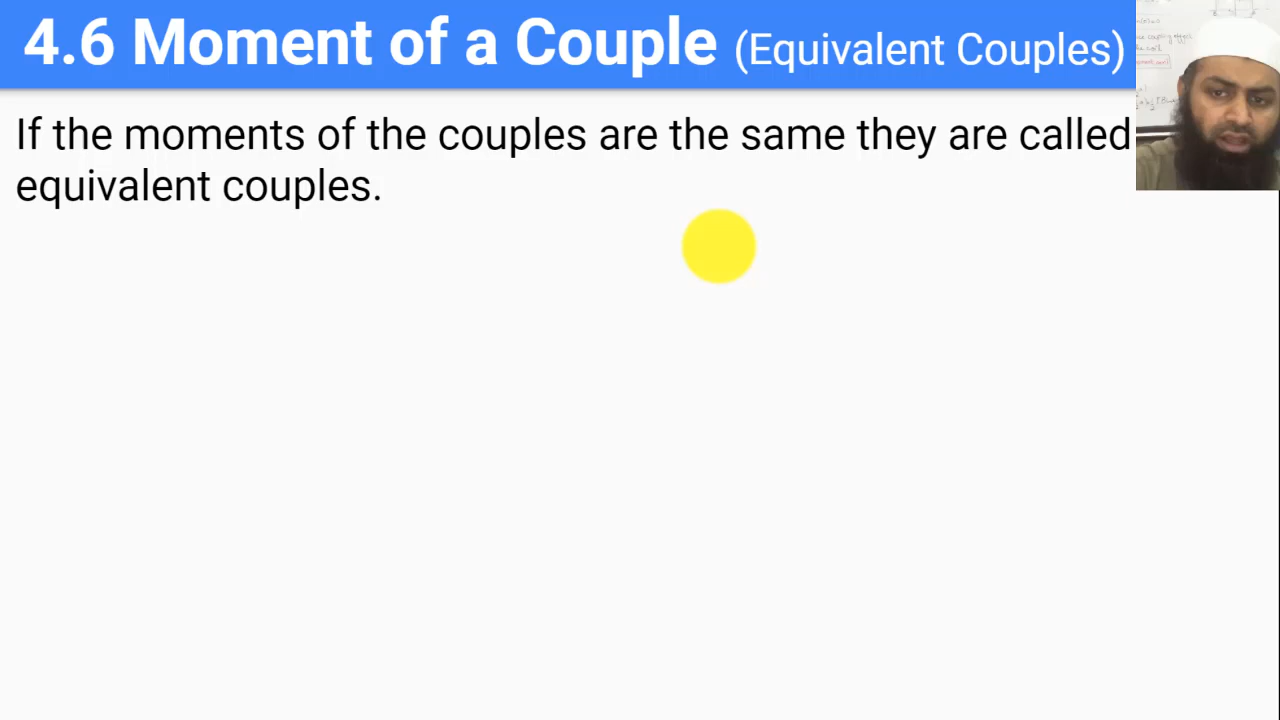 4.6 Moment of a Couple (Equivalent Couples)
If the moments of the couples are the same they are called
equivalent couples.